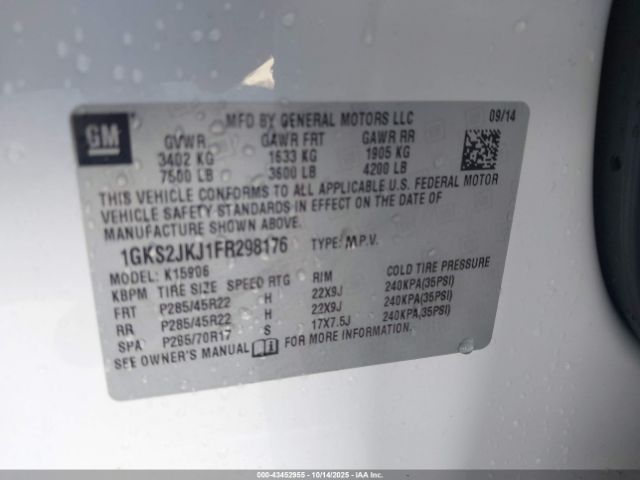 GM
MFD BY GENERAL MOTORS LLC 09/14
GVWR GAWR FRT GAWR RR
3402 KG 1633 KG 1905 KG
7500 LB 3600 LB 4200 LB
THIS VEHICLE CONFORMS TO ALL APPLICABLE U.S. FEDERAL MOTOR
VEHICLE SAFETY STANDARDS IN EFFECT ON THE DATE OF
MANUFACTURE SHOWN ABOVE.
1GKS2JKJ1FR298176 TYPE: M.P.V.
MODEL: K15906
KBPM TIRE SIZE SPEED RTG RIM COLD TIRE PRESSURE
FRT P285/45R22 H 22X9J 240KPA(35PSI)
RR P285/45R22 H 22X9J 240KPA(35PSI)
SPA P265/70R17 S 17X7.5J 240KPA(35PSI)
SEE OWNER'S MANUAL FOR MORE INFORMATION.
000-43452955 - 10/14/2025 - Copyright © IAA, Inc.